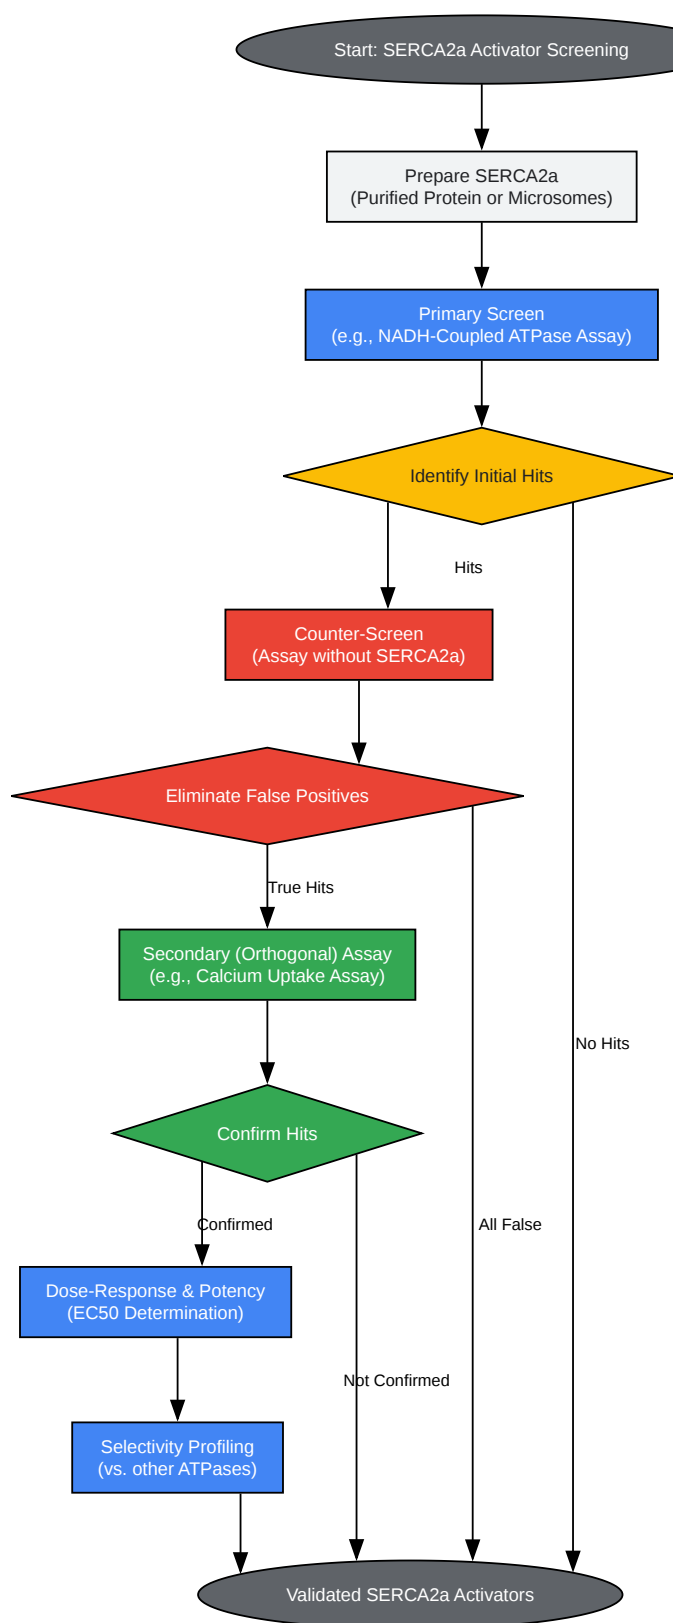 Start: SERCA2a Activator Screening
Prepare SERCA2a
(Purified Protein or Microsomes)
Primary Screen
(e.g., NADH-Coupled ATPase Assay)
Identify Initial Hits
Hits
Counter-Screen
(Assay without SERCA2a)
Eliminate False Positives
True Hits
Secondary (Orthogonal) Assay
(e.g., Calcium Uptake Assay)
No Hits
Confirm Hits
Confirmed
All False
Dose-Response & Potency
(EC50 Determination)
Not Confirmed
Selectivity Profiling
(vs. other ATPases)
Validated SERCA2a Activators